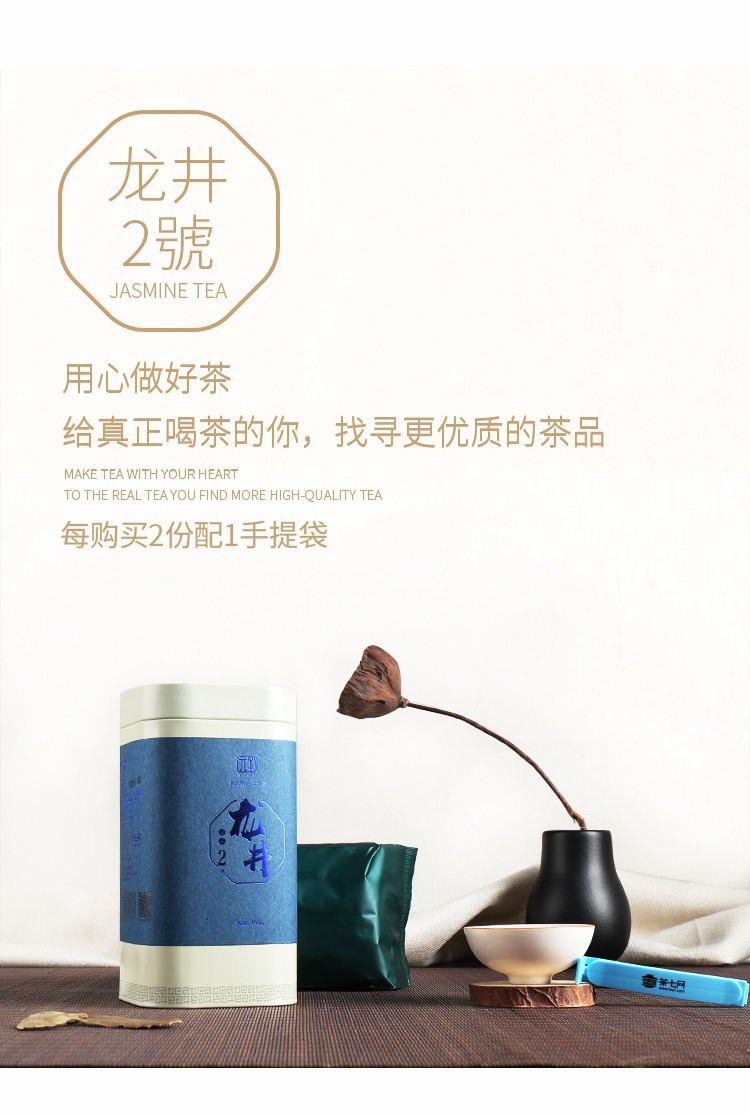 龙井
2號
JASMINE TEA
用心做好茶
给真正喝茶的你，找寻更优质的茶品
MAKE TEA WITH YOUR HEART
TO THE REAL TEA YOU FIND MORE HIGH-QUALITY TEA
每购买2份配1手提袋
龙井
2
茶七网